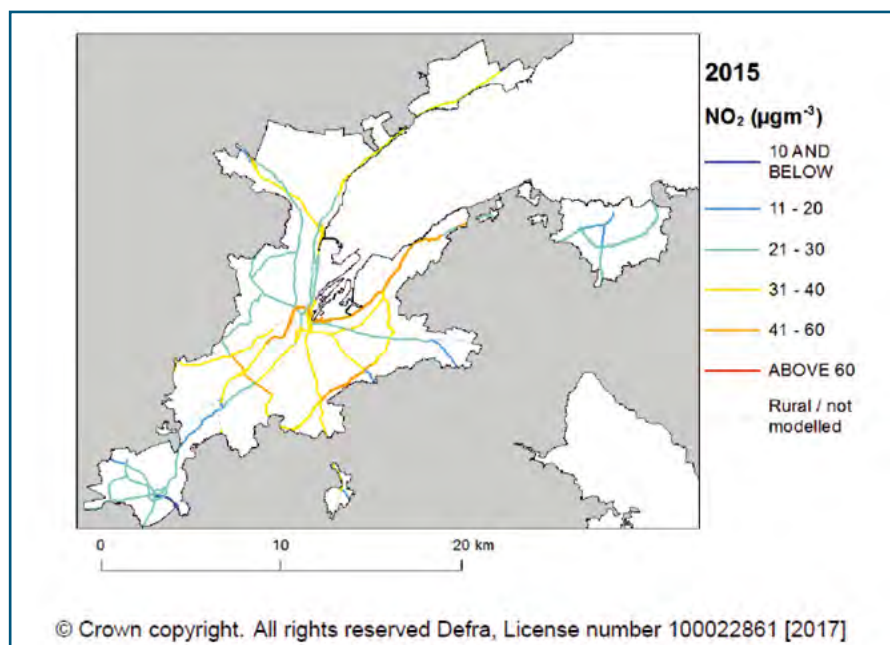 2015
NO₂ (µgm⁻³)
10 AND
BELOW
11 - 20
21 - 30
31 - 40
41 - 60
ABOVE 60
Rural / not
modelled
0 10 20 km
© Crown copyright. All rights reserved Defra, License number 100022861 [2017]